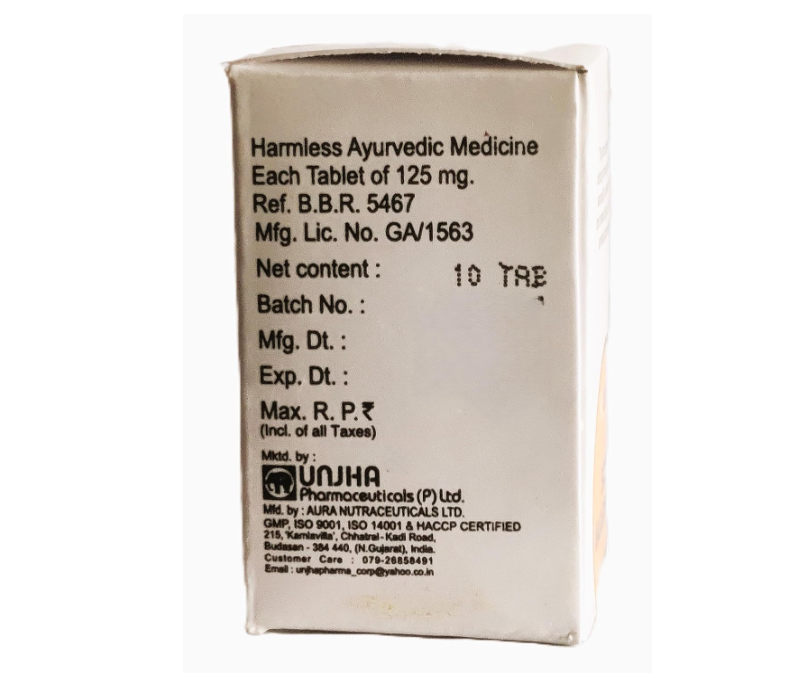 Harmless Ayurvedic Medicine
Each Tablet of 125 mg.
Ref. B.B.R. 5467
Mfg. Lic. No. GA/1563
Net content : 10 TAB
Batch No. :
Mfg. Dt. :
Exp. Dt. :
Max. R. P.₹
(Incl. of all Taxes)
Mktd. by :
UNJHA
Pharmaceuticals (P) Ltd.
Mfd. by : AURA NUTRACEUTICALS LTD.
GMP, ISO 9001, ISO 14001 & HACCP CERTIFIED
215, 'Kamlavilla', Chhatral-Kadi Road,
Budasan - 384 440, (N.Gujarat), India.
Customer Care : 079-26858491
Email : unjhapharma_corp@yahoo.co.in